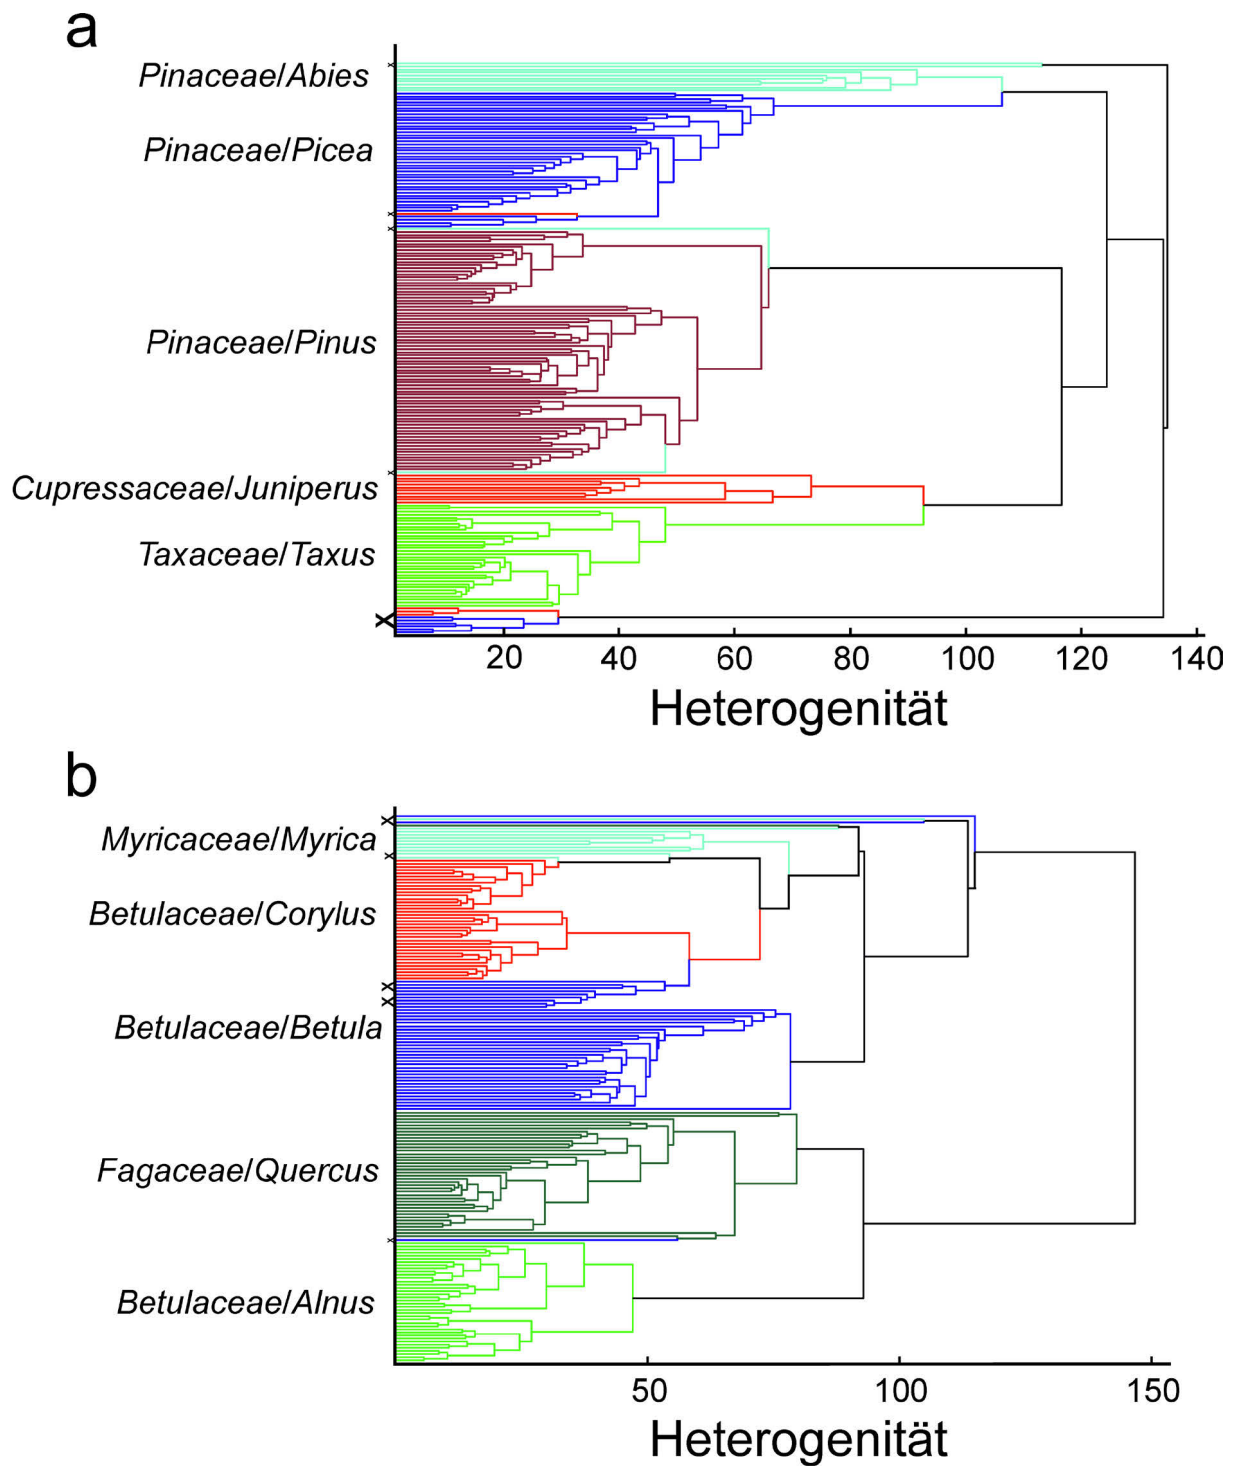 a
Pinaceae/Abies
Pinaceae/Picea
Pinaceae/Pinus
Cupressaceae/Juniperus
Taxaceae/Taxus
20 40 60 80 100 120 140
Heterogenität
b
Myricaceae/Myrica
Betulaceae/Corylus
Betulaceae/Betula
Fagaceae/Quercus
Betulaceae/Alnus
50 100 150
Heterogenität